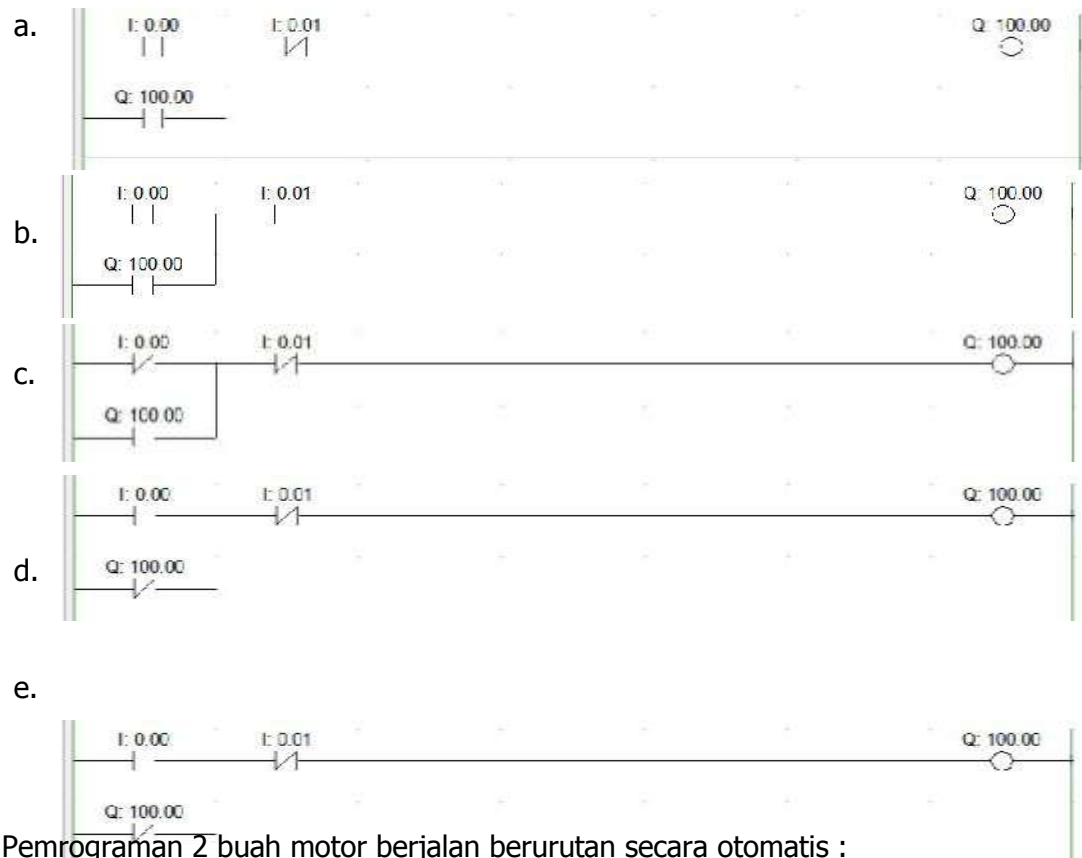 a.
I: 0.00 I: 0.01 Q: 100.00
Q: 100.00
b.
I: 0.00 I: 0.01 Q: 100.00
Q: 100.00
c.
I: 0.00 I: 0.01 Q: 100.00
Q: 100.00
d.
I: 0.00 I: 0.01 Q: 100.00
Q: 100.00
e.
I: 0.00 I: 0.01 Q: 100.00
Q: 100.00
Pemrograman 2 buah motor berjalan berurutan secara otomatis :